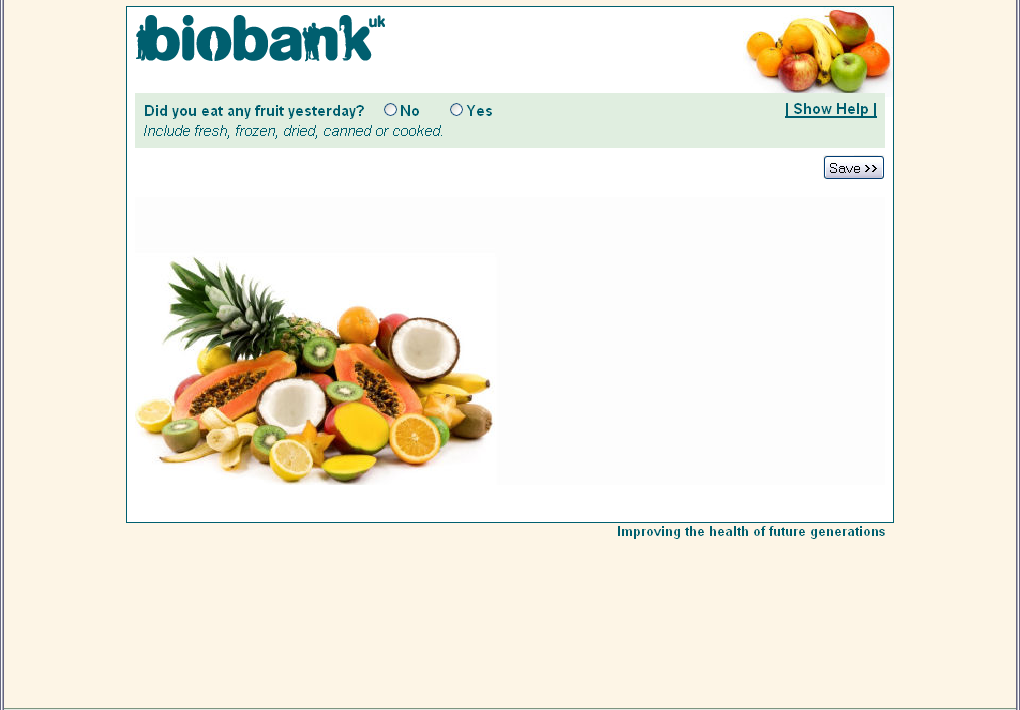 biobank uk
Did you eat any fruit yesterday? No Yes | Show Help |
Include fresh, frozen, dried, canned or cooked.
Save >>
Improving the health of future generations